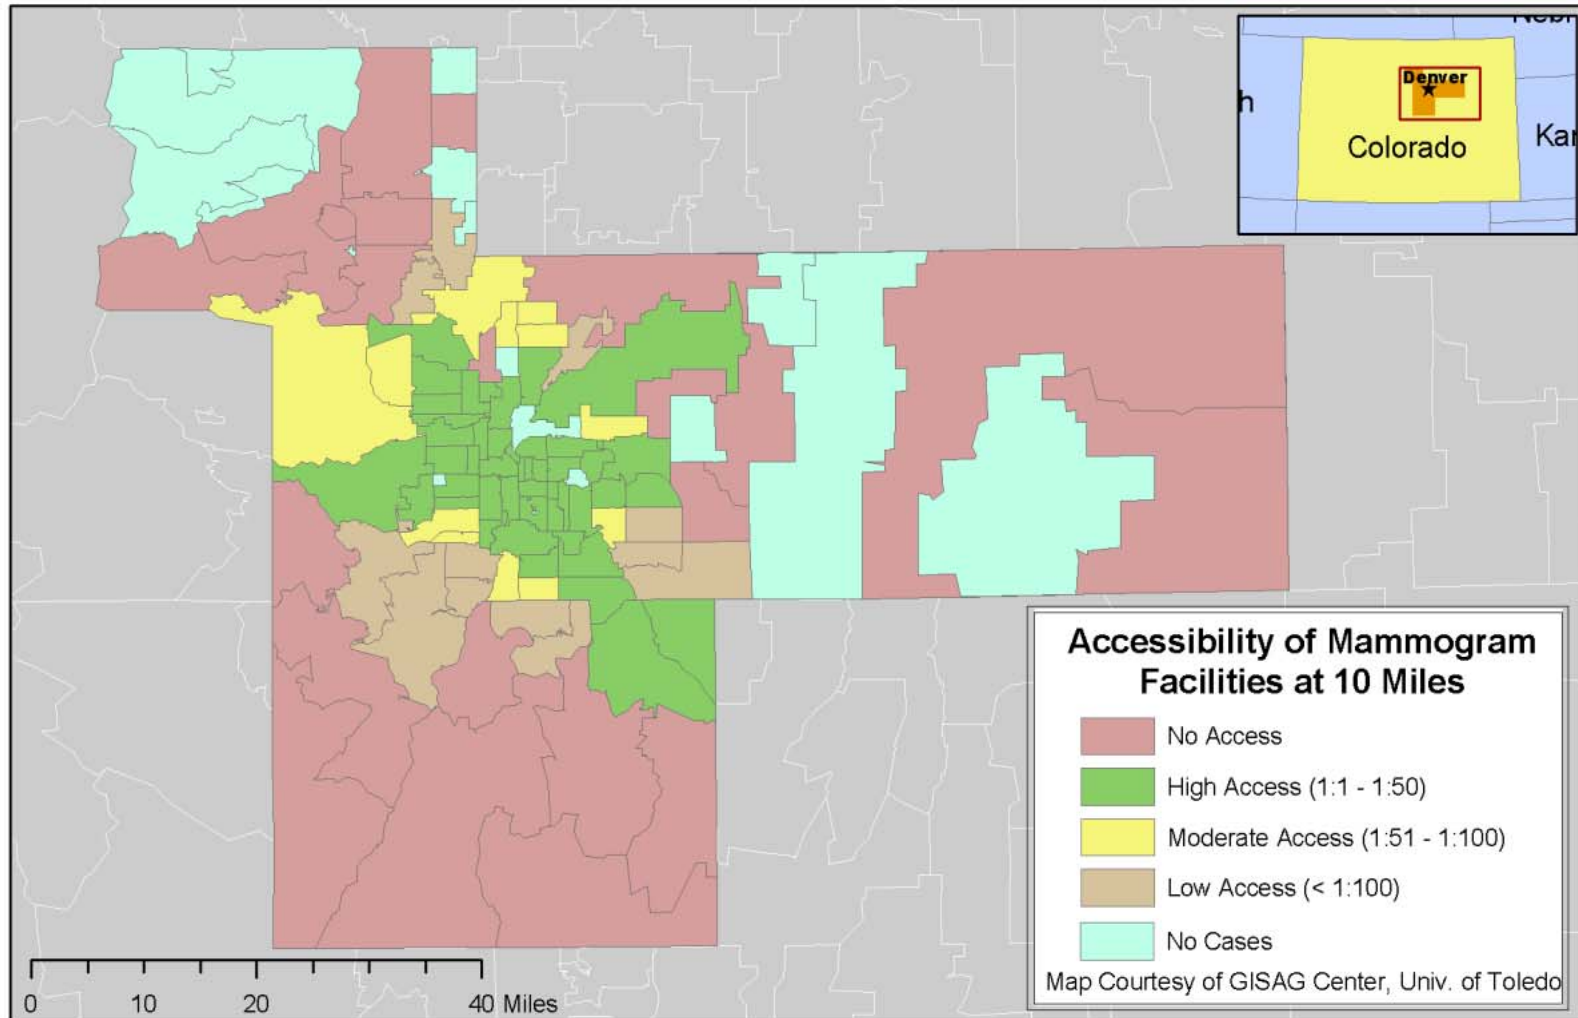 Denver
Colorado
h
Kar
Accessibility of Mammogram
Facilities at 10 Miles
No Access
High Access (1:1 - 1:50)
Moderate Access (1:51 - 1:100)
Low Access (< 1:100)
No Cases
Map Courtesy of GISAG Center, Univ. of Toledo
0 10 20 40 Miles